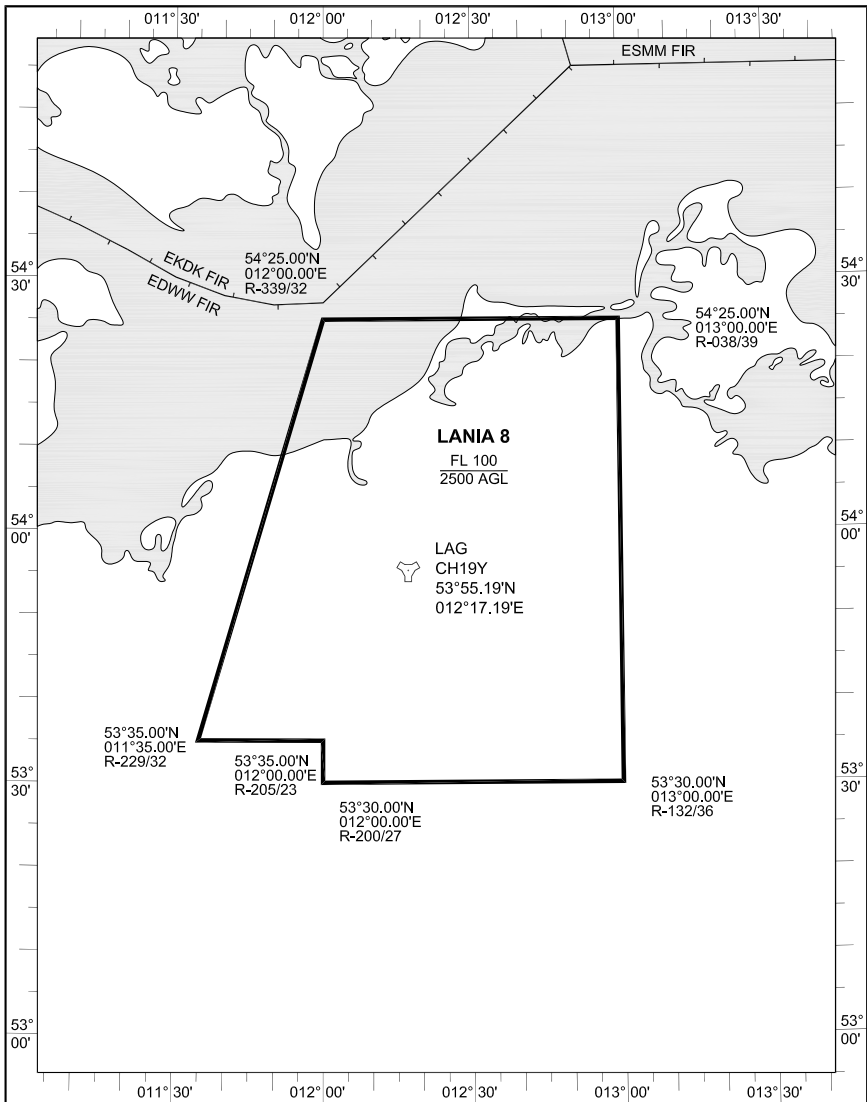 011°30'
012°00'
012°30'
013°00'
013°30'
ESMM FIR
54°25.00'N
012°00.00'E
R-339/32
EKDK FIR
EDWW FIR
54°
30'
54°
30'
54°25.00'N
013°00.00'E
R-038/39
LANIA 8
FL 100
2500 AGL
54°
00'
54°
00'
LAG
CH19Y
53°55.19'N
012°17.19'E
53°35.00'N
011°35.00'E
R-229/32
53°35.00'N
012°00.00'E
R-205/23
53°
30'
53°
30'
53°30.00'N
012°00.00'E
R-200/27
53°30.00'N
013°00.00'E
R-132/36
53°
00'
53°
00'
011°30'
012°00'
012°30'
013°00'
013°30'